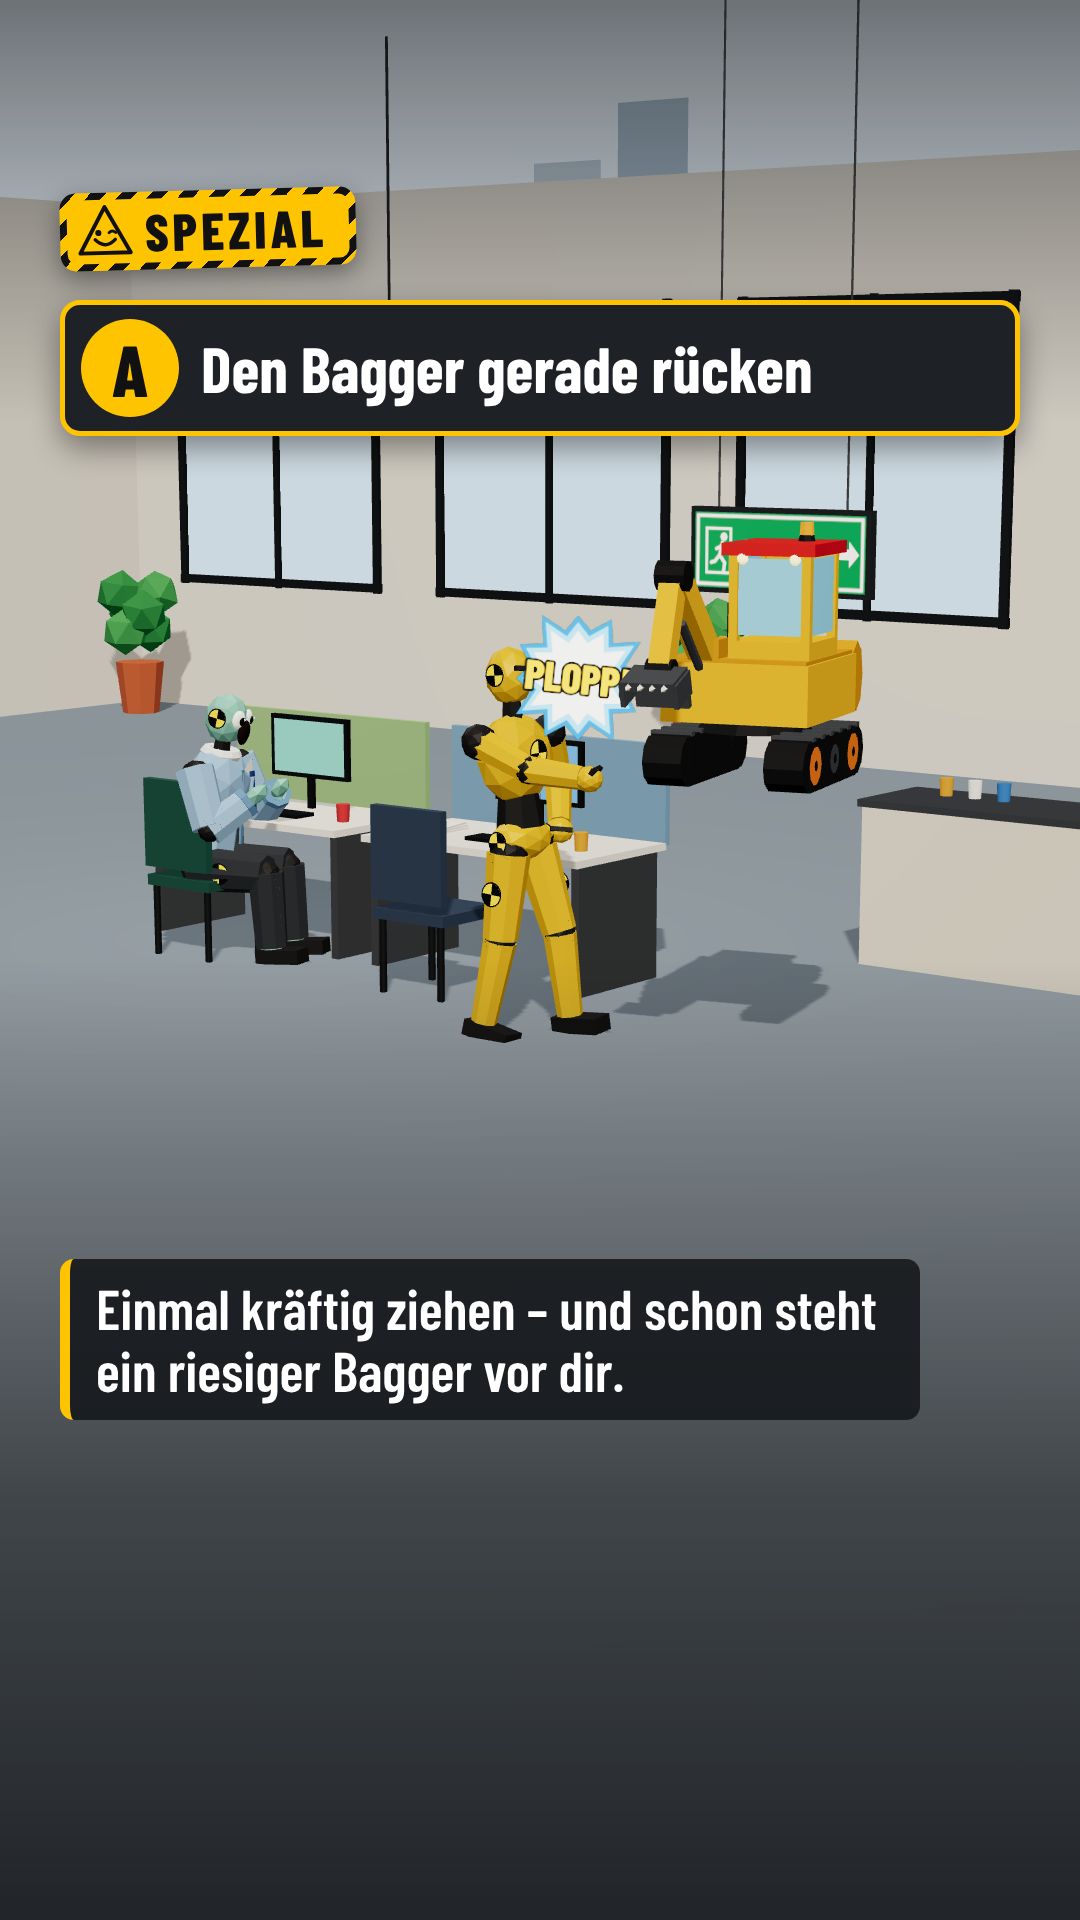 SPEZIAL
A Den Bagger gerade rücken
PLOPP
Einmal kräftig ziehen – und schon steht
ein riesiger Bagger vor dir.